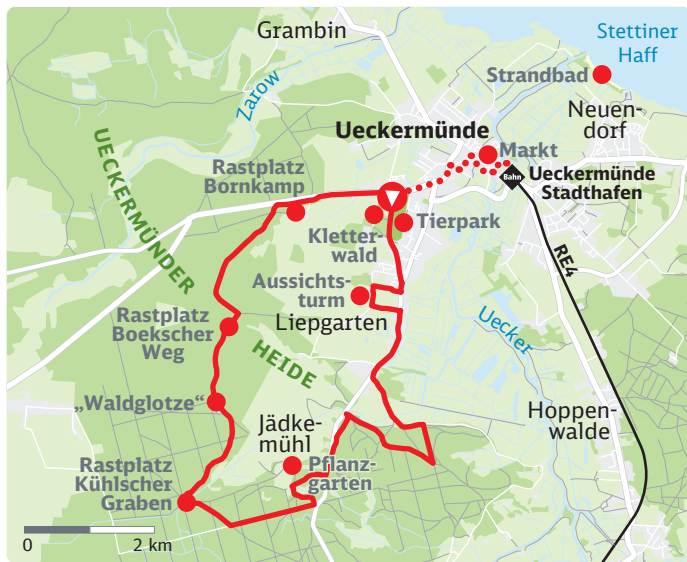 Grambin
Stettiner
Haff
Strandbad
Zarow
Neuen-
dorf
Ueckermünde
Markt
UECKERMÜNDER
Rastplatz
Bornkamp
Bahn
Ueckermünde
Stadthafen
Tierpark
Kletter-
wald
RE4
Aussichts-
turm
Liepgarten
Rastplatz
Boekscher
Weg
Uecker
HEIDE
„Waldglotze“
Hoppen-
walde
Jädke-
mühl
Pflanz-
garten
Rastplatz
Kühlscher
Graben
0 2 km